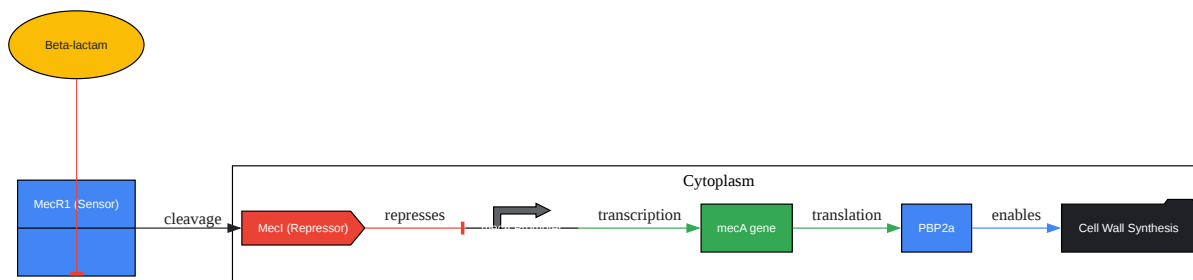 Beta-lactam
Cytoplasm
MecR1 (Sensor)
cleavage
MecI (Repressor)
represses
transcription
mecA gene
translation
PBP2a
enables
Cell Wall Synthesis